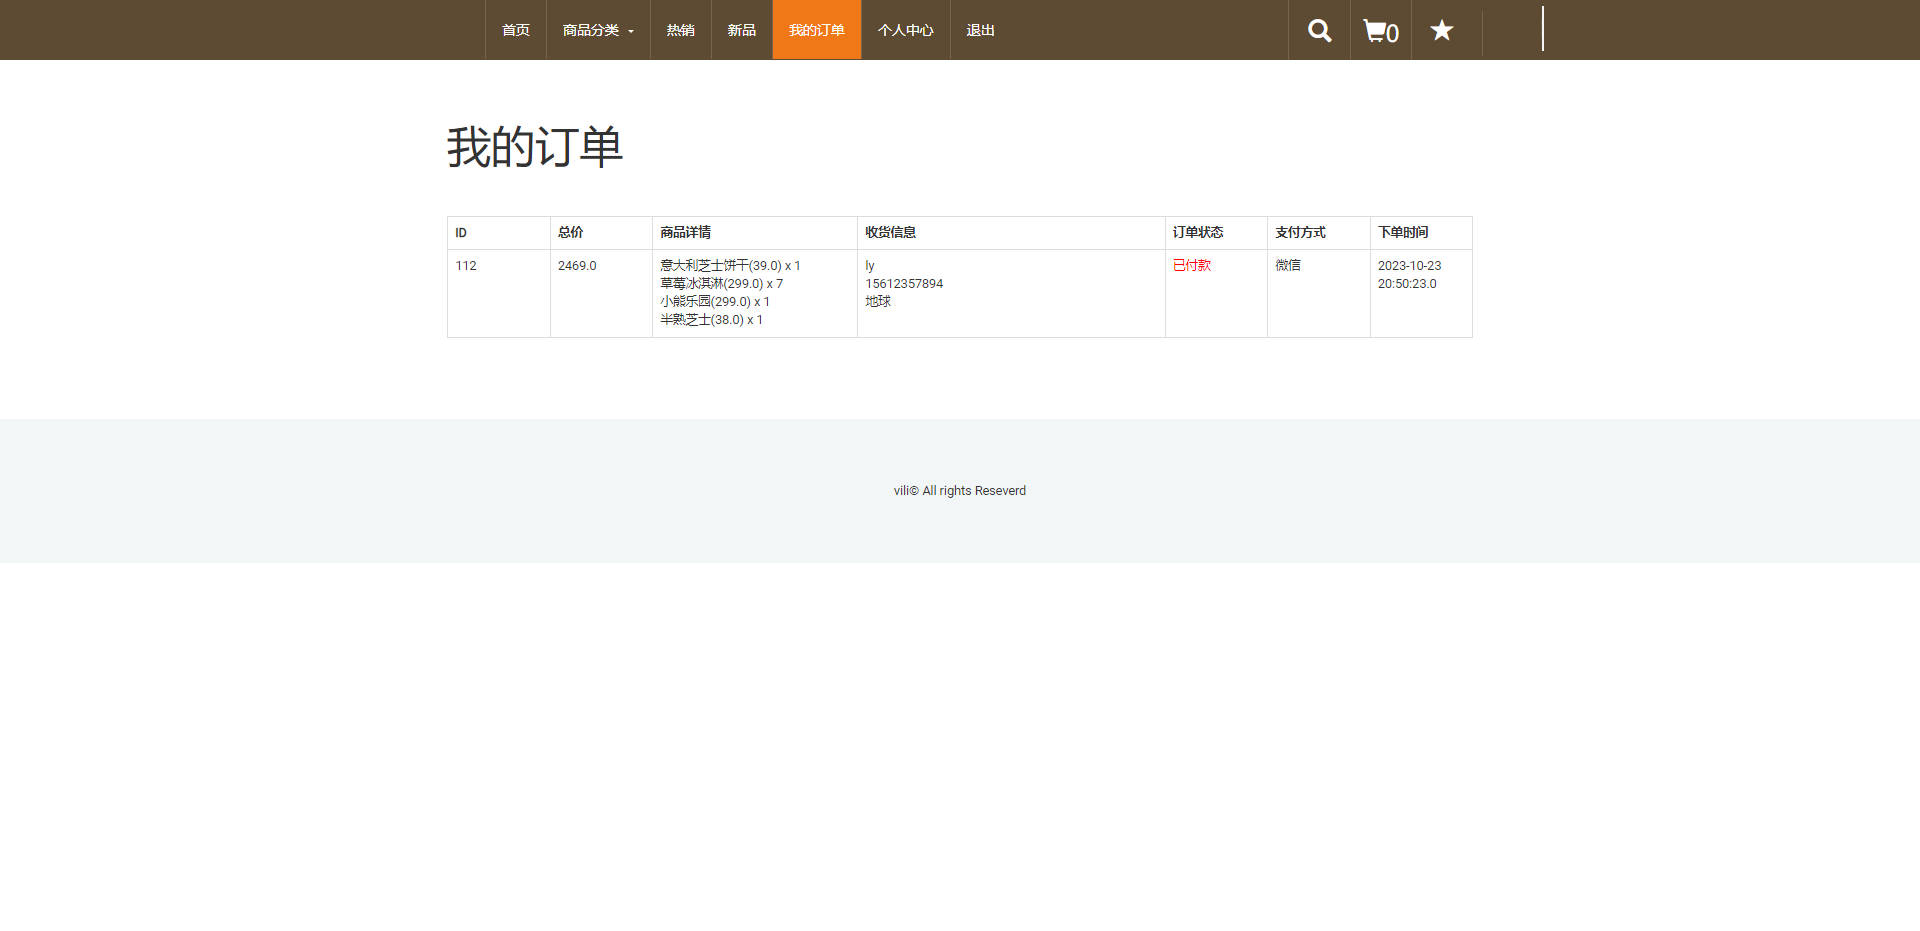 首页 商品分类 热销 新品 我的订单 个人中心 退出 0
我的订单
ID 总价 商品详情 收货信息 订单状态 支付方式 下单时间
112 2469.0 意大利芝士饼干(39.0) x 1 ly 已付款 微信 2023-10-23
草莓冰淇淋(299.0) x 7 15612357894 20:50:23.0
小熊乐园(299.0) x 1 地球
半熟芝士(38.0) x 1
vili© All rights Reseverd